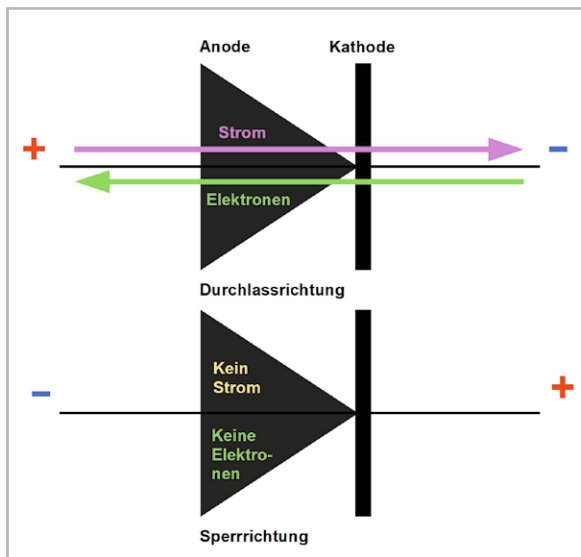 Anode Kathode
Strom
+ −
Elektronen
Durchlassrichtung
Kein
Strom
− +
Keine
Elektro-
nen
Sperrrichtung